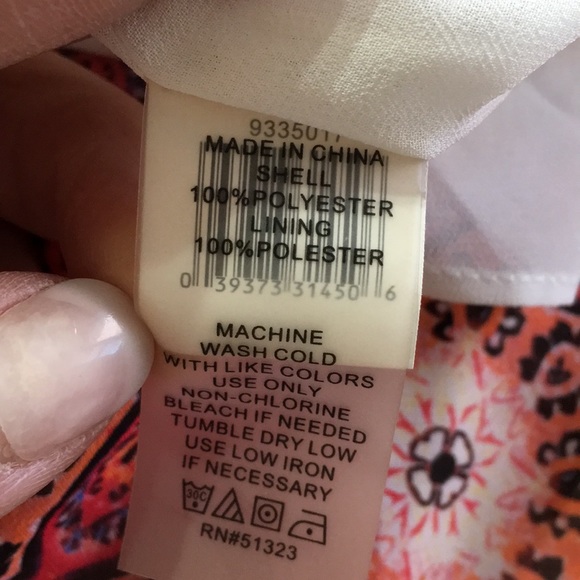 9335017
MADE IN CHINA
SHELL
100%POLYESTER
LINING
100%POLESTER
0 39373 31450 6
MACHINE
WASH COLD
WITH LIKE COLORS
USE ONLY
NON-CHLORINE
BLEACH IF NEEDED
TUMBLE DRY LOW
USE LOW IRON
IF NECESSARY
30C
RN#51323